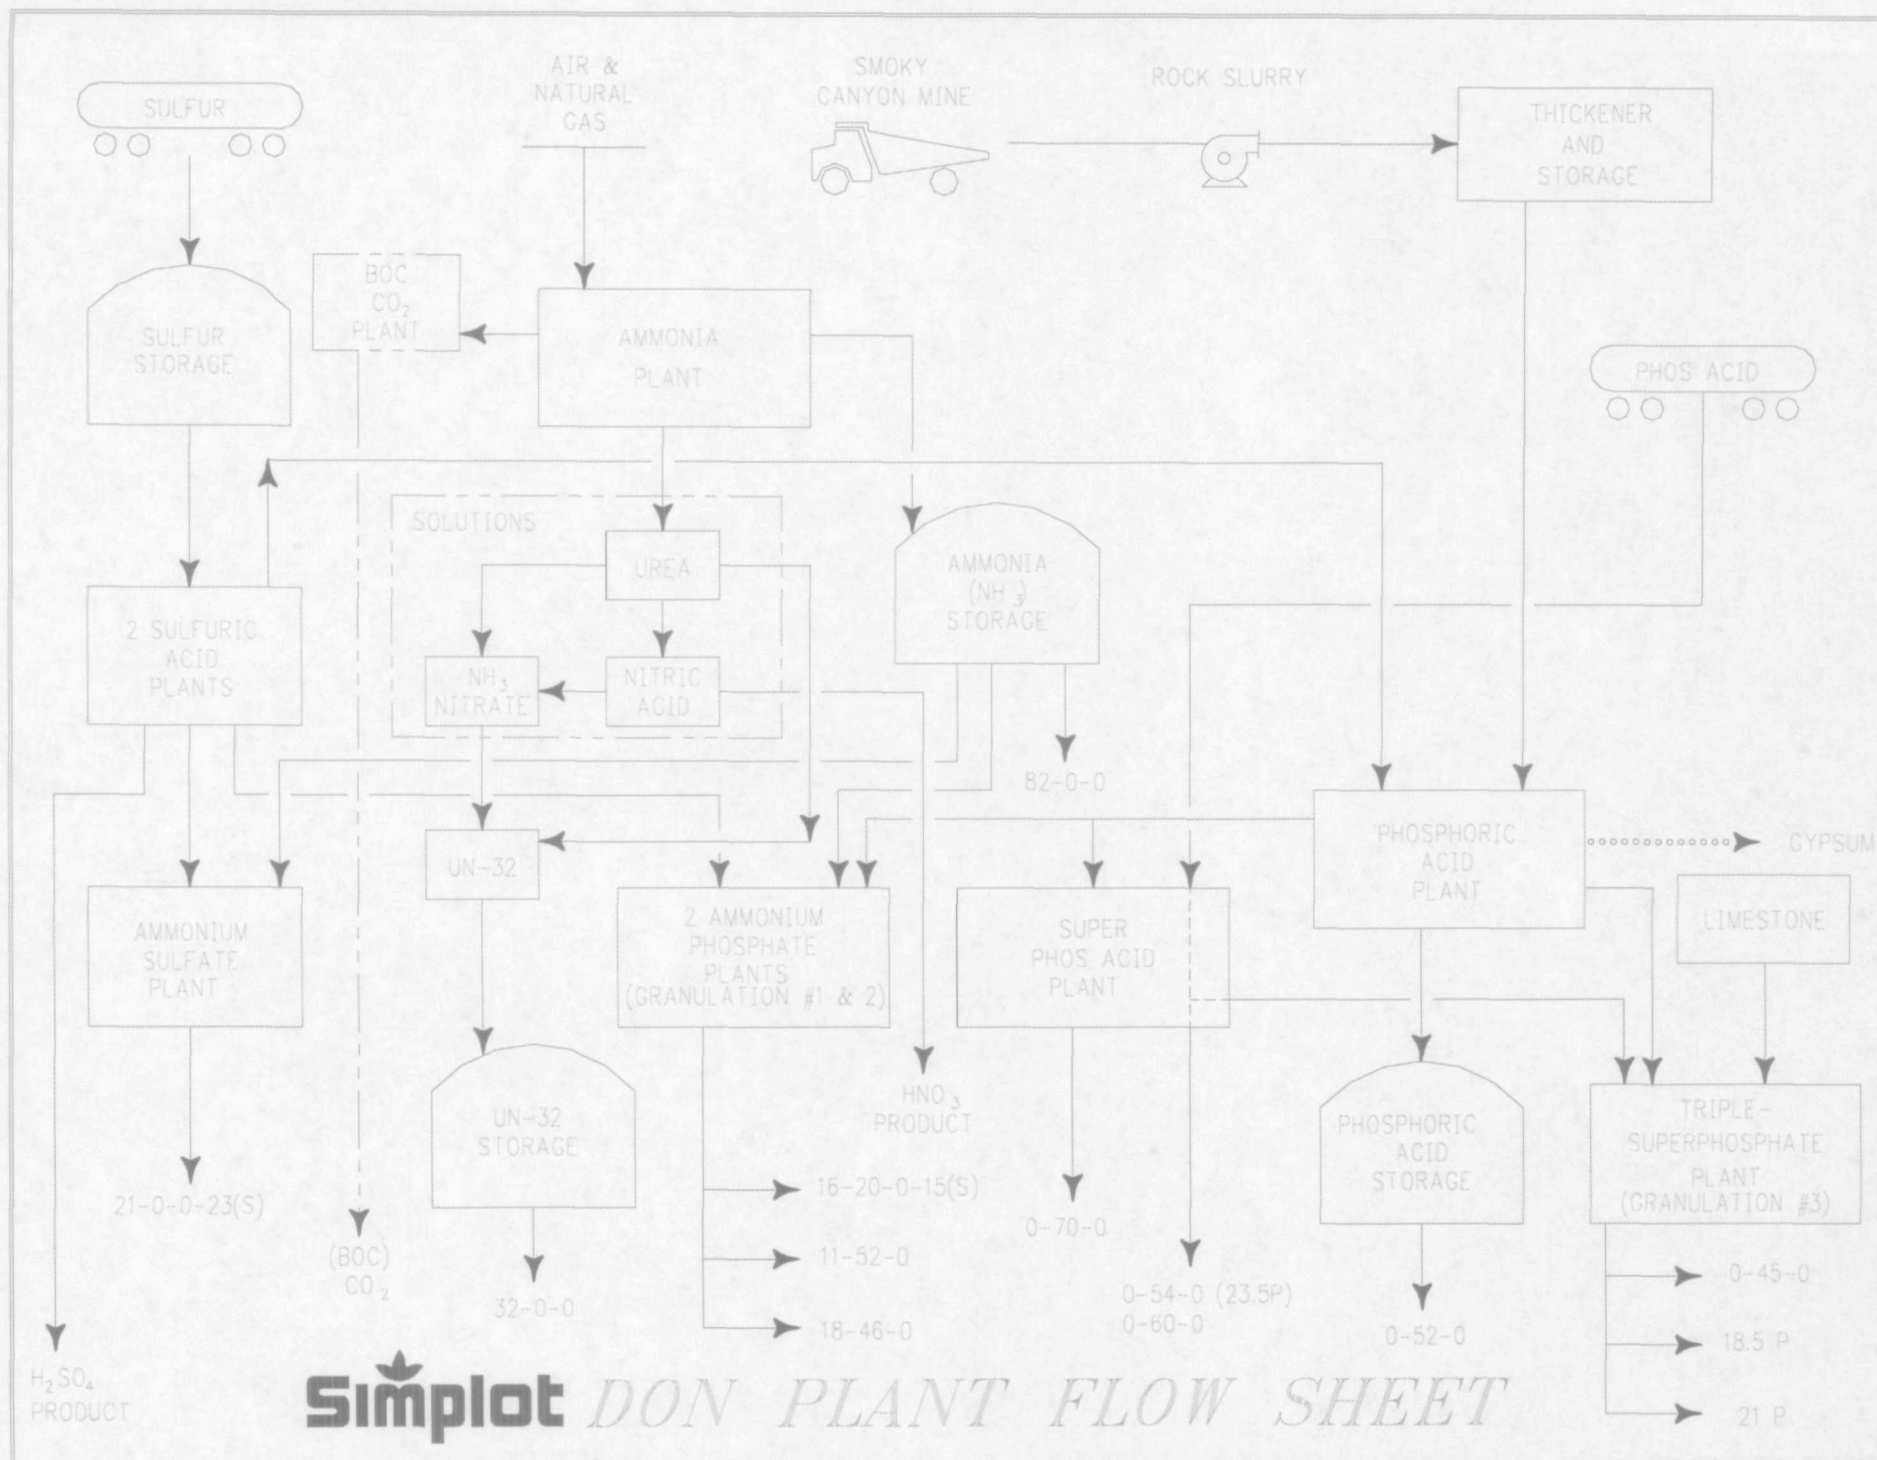 AIR &
NATURAL
GAS
SMOKY
CANYON MINE
ROCK SLURRY
SULFUR
THICKENER
AND
STORAGE
BOC
CO₂
PLANT
SULFUR
STORAGE
AMMONIA
PLANT
PHOS ACID
SOLUTIONS
UREA
AMMONIA
(NH₃)
STORAGE
2 SULFURIC
ACID
PLANTS
NH₃
NITRATE
NITRIC
ACID
82-0-0
PHOSPHORIC
ACID
PLANT
GYPSUM
UN-32
LIMESTONE
AMMONIUM
SULFATE
PLANT
2 AMMONIUM
PHOSPHATE
PLANTS
(GRANULATION #1 & 2)
SUPER
PHOS ACID
PLANT
HNO₃
PRODUCT
UN-32
STORAGE
PHOSPHORIC
ACID
STORAGE
TRIPLE-
SUPERPHOSPHATE
PLANT
(GRANULATION #3)
21-0-0-23(S)
16-20-0-15(S)
0-70-0
(BOC)
CO₂
11-52-0
0-45-0
32-0-0
0-54-0 (23.5P)
0-60-0
18-46-0
0-52-0
18.5 P
H₂SO₄
PRODUCT
21 P
Simplot DON PLANT FLOW SHEET